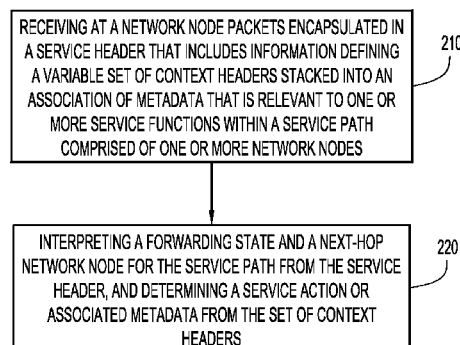 RECEIVING AT A NETWORK NODE PACKETS ENCAPSULATED IN
A SERVICE HEADER THAT INCLUDES INFORMATION DEFINING
A VARIABLE SET OF CONTEXT HEADERS STACKED INTO AN
ASSOCIATION OF METADATA THAT IS RELEVANT TO ONE OR
MORE SERVICE FUNCTIONS WITHIN A SERVICE PATH
COMPRISED OF ONE OR MORE NETWORK NODES
210
INTERPRETING A FORWARDING STATE AND A NEXT-HOP
NETWORK NODE FOR THE SERVICE PATH FROM THE SERVICE
HEADER, AND DETERMINING A SERVICE ACTION OR
ASSOCIATED METADATA FROM THE SET OF CONTEXT
HEADERS
220